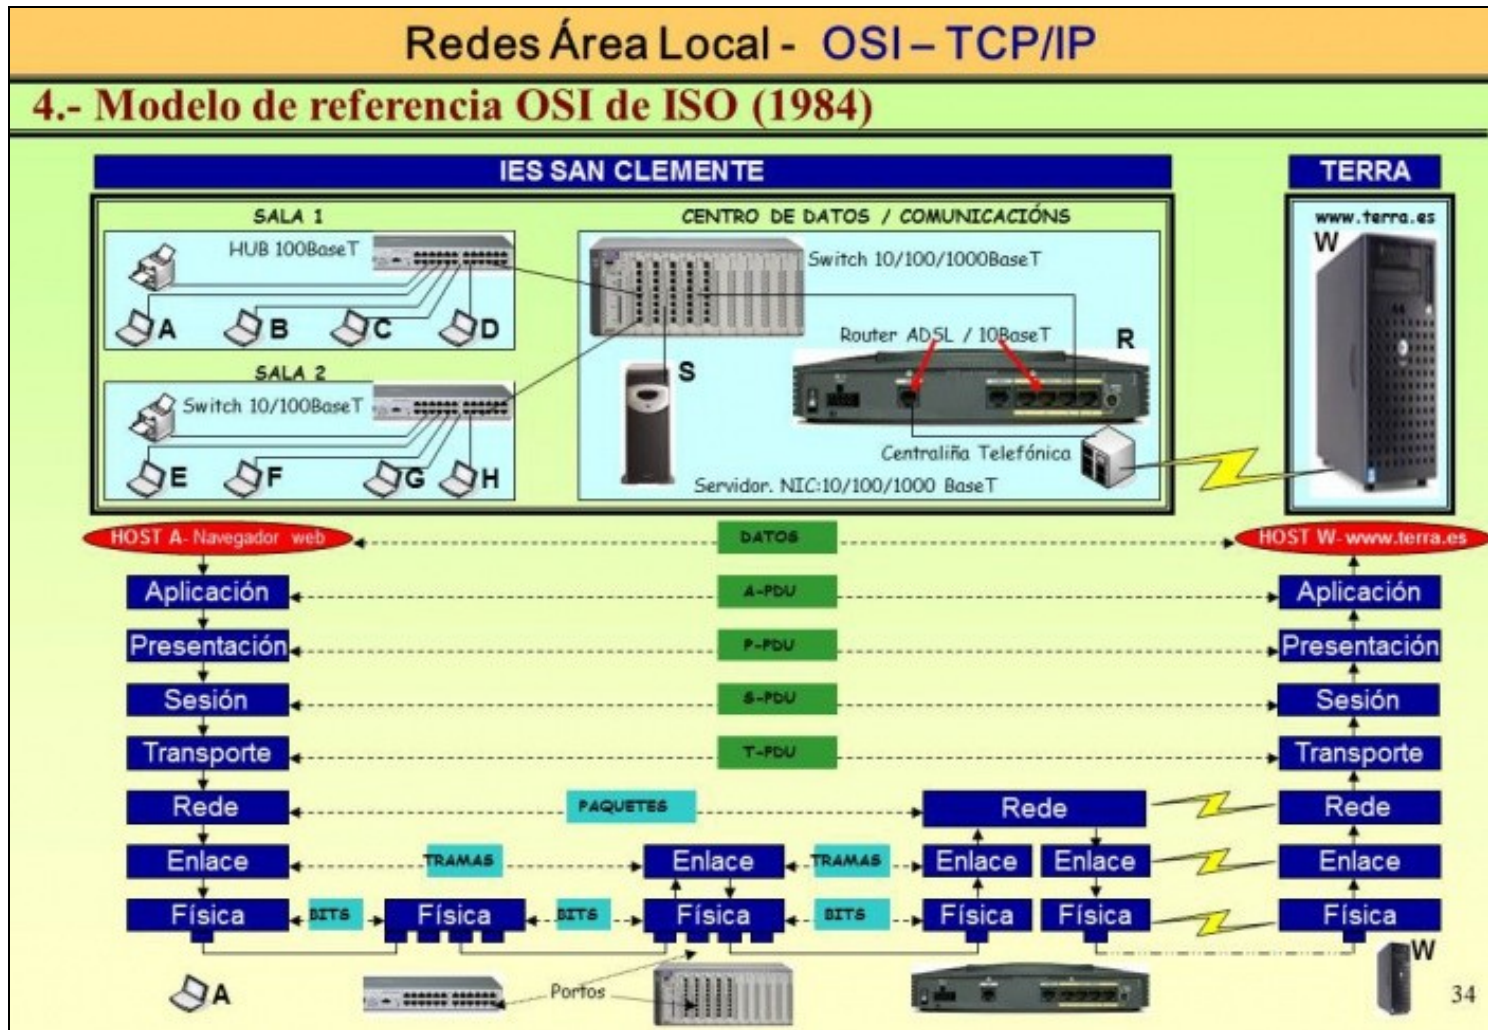 Redes Área Local - OSI – TCP/IP
4.- Modelo de referencia OSI de ISO (1984)
IES SAN CLEMENTE
TERRA
SALA 1
HUB 100BaseT
A
B
C
D
SALA 2
Switch 10/100BaseT
E
F
G
H
CENTRO DE DATOS / COMUNICACIÓNS
Switch 10/100/1000BaseT
Router ADSL / 10BaseT
R
S
Centraliña Telefónica
Servidor. NIC:10/100/1000 BaseT
www.terra.es
W
HOST A- Navegador web
DATOS
HOST W- www.terra.es
Aplicación
A-PDU
Aplicación
Presentación
P-PDU
Presentación
Sesión
S-PDU
Sesión
Transporte
T-PDU
Transporte
Rede
PAQUETES
Rede
Rede
Enlace
TRAMAS
Enlace
TRAMAS
Enlace
Enlace
Enlace
Física
BITS
Física
BITS
Física
BITS
Física
Física
Física
A
Portos
W
34